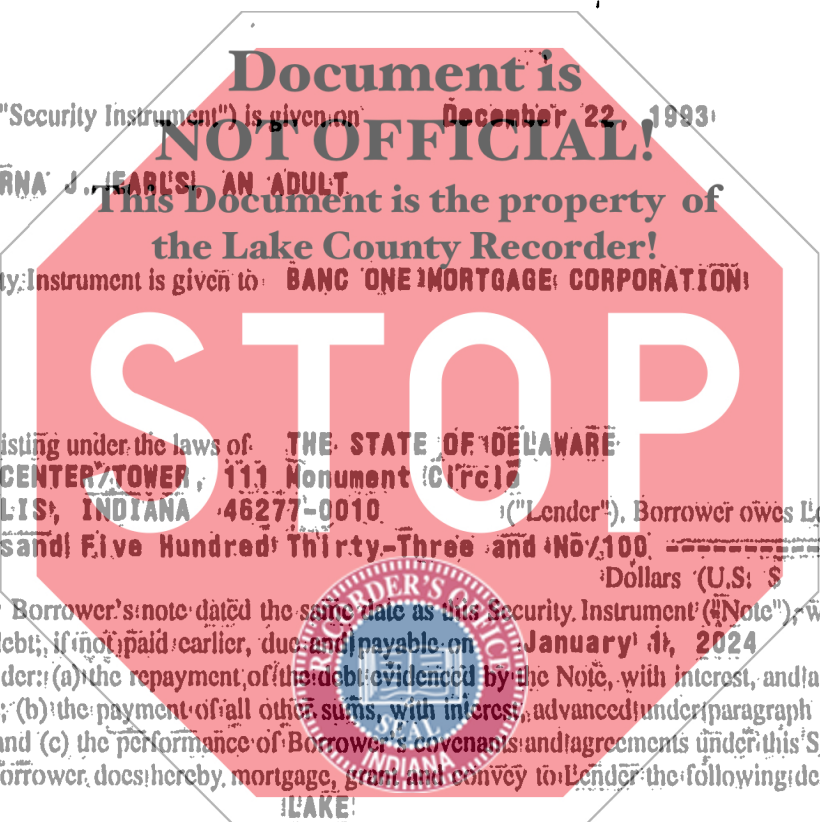 Document is
"Security Instrument") is given on December 22, 1993
NOT OFFICIAL!
RNA J. EARLS, AN ADULT
This Document is the property of
the Lake County Recorder!
ty Instrument is given to BANC ONE MORTGAGE CORPORATION
STOP
isting under the laws of THE STATE OF DELAWARE
CENTER/TOWER, 111 Monument Circle
LIS, INDIANA 46277-0010 ("Lender"). Borrower owes Le
sand Five Hundred Thirty-Three and No/100 ----------
Dollars (U.S. $
Borrower's note dated the same date as this Security Instrument ("Note"), w
ebt, if not paid earlier, due and payable on January 1, 2024
der: (a) the repayment of the debt evidenced by the Note, with interest, and a
; (b) the payment of all other sums, with interest, advanced under paragraph
and (c) the performance of Borrower's covenants and agreements under this S
orrower does hereby mortgage, grant and convey to Lender the following de
LAKE
RECORDER'S OFFICE
SEAL
INDIANA